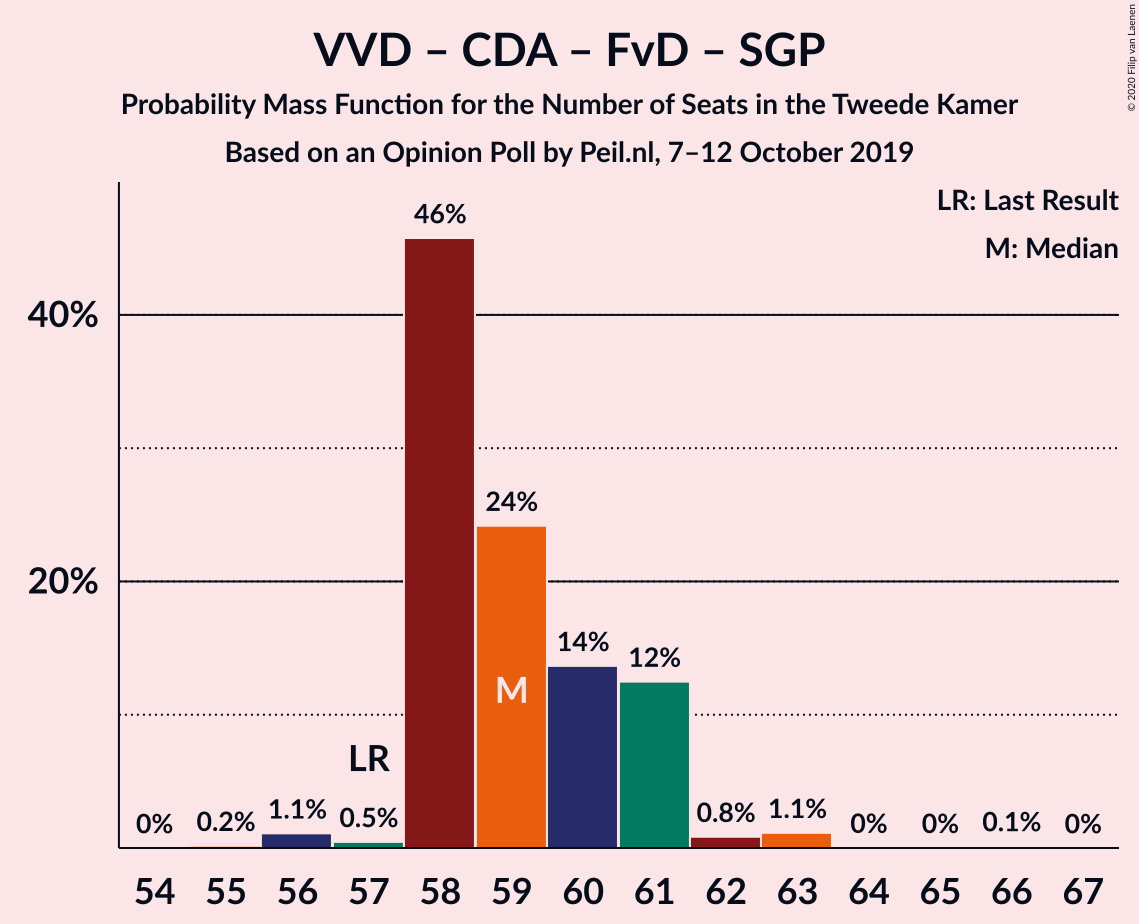 VVD – CDA – FvD – SGP
Probability Mass Function for the Number of Seats in the Tweede Kamer
Based on an Opinion Poll by Peil.nl, 7–12 October 2019
© 2020 Filip van Laenen
LR: Last Result
M: Median
46%
40%
24%
20%
14%
12%
M
LR
0%
0.2%
1.1%
0.5%
0.8%
1.1%
0%
0%
0.1%
0%
54 55 56 57 58 59 60 61 62 63 64 65 66 67